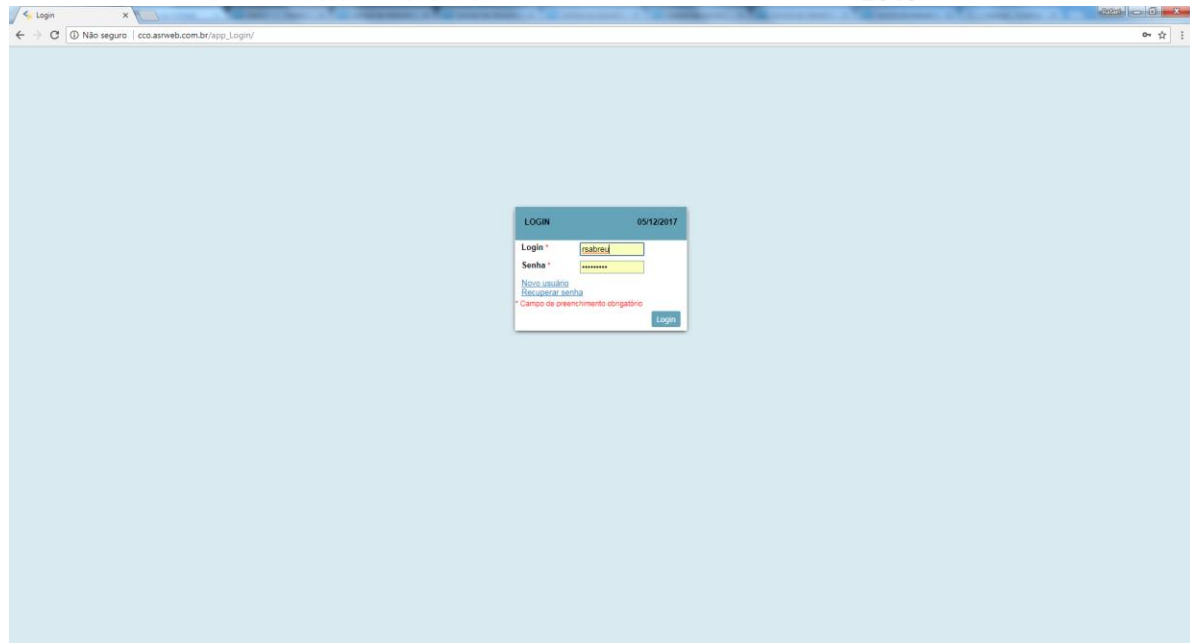 Login
Não seguro | cco.asrweb.com.br/app_Login/
LOGIN 05/12/2017
Login * rsabreu
Senha * •••••••••
Novo usuário
Recuperar senha
* Campo de preenchimento obrigatório
Login